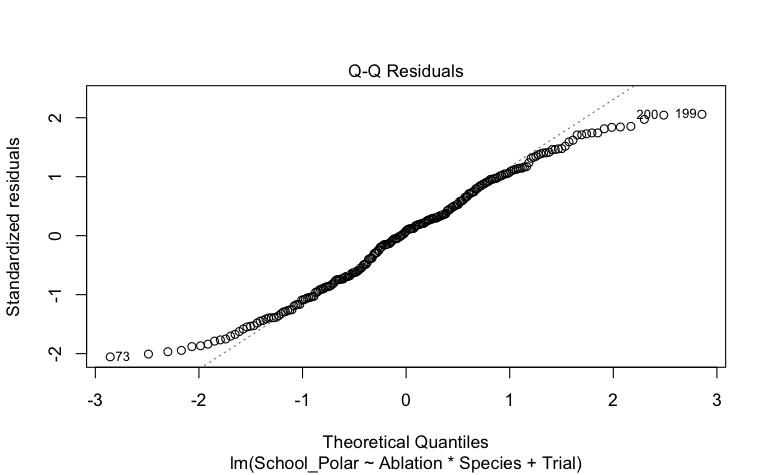 Q-Q Residuals
Standardized residuals
2
1
0
-1
-2
200
199
73
-3 -2 -1 0 1 2 3
Theoretical Quantiles
lm(School_Polar ~ Ablation * Species + Trial)